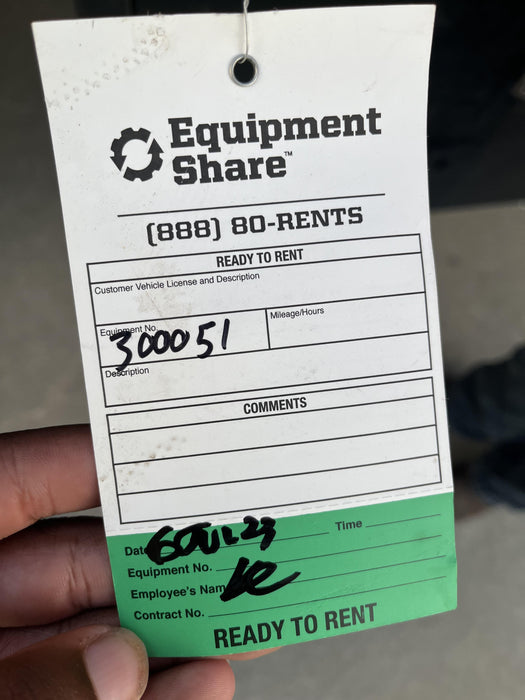 Equipment
Share™
(888) 80-RENTS
READY TO RENT
Customer Vehicle License and Description
Equipment No. Mileage/Hours
300051
Description
COMMENTS
Date 6JUL23 Time
Equipment No.
Employee's Name
Contract No.
READY TO RENT